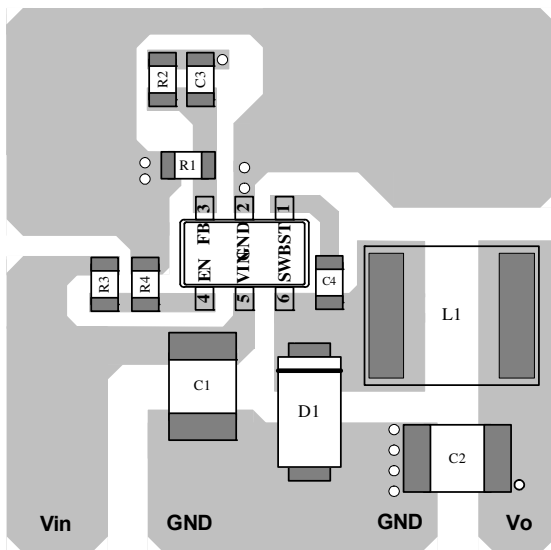 R2
C3
R1
3 2 1
FB GND BST
EN VIN SW
4 5 6
R3
R4
C4
L1
C1
D1
C2
Vin
GND
GND
Vo